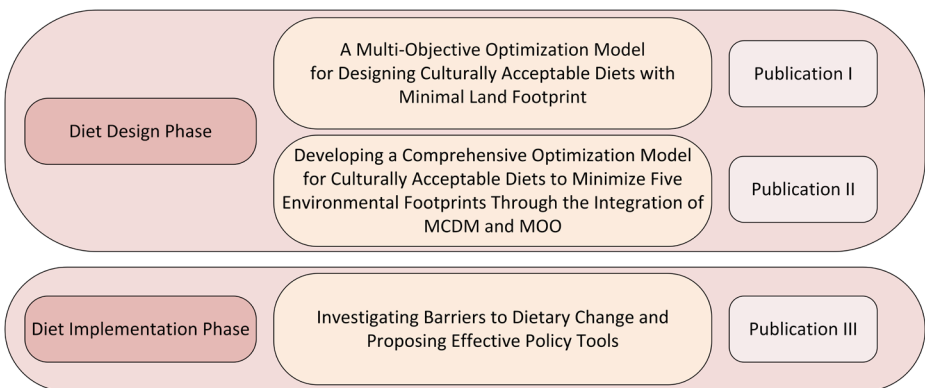 Diet Design Phase
A Multi-Objective Optimization Model
for Designing Culturally Acceptable Diets with
Minimal Land Footprint
Publication I
Developing a Comprehensive Optimization Model
for Culturally Acceptable Diets to Minimize Five
Environmental Footprints Through the Integration of
MCDM and MOO
Publication II
Diet Implementation Phase
Investigating Barriers to Dietary Change and
Proposing Effective Policy Tools
Publication III